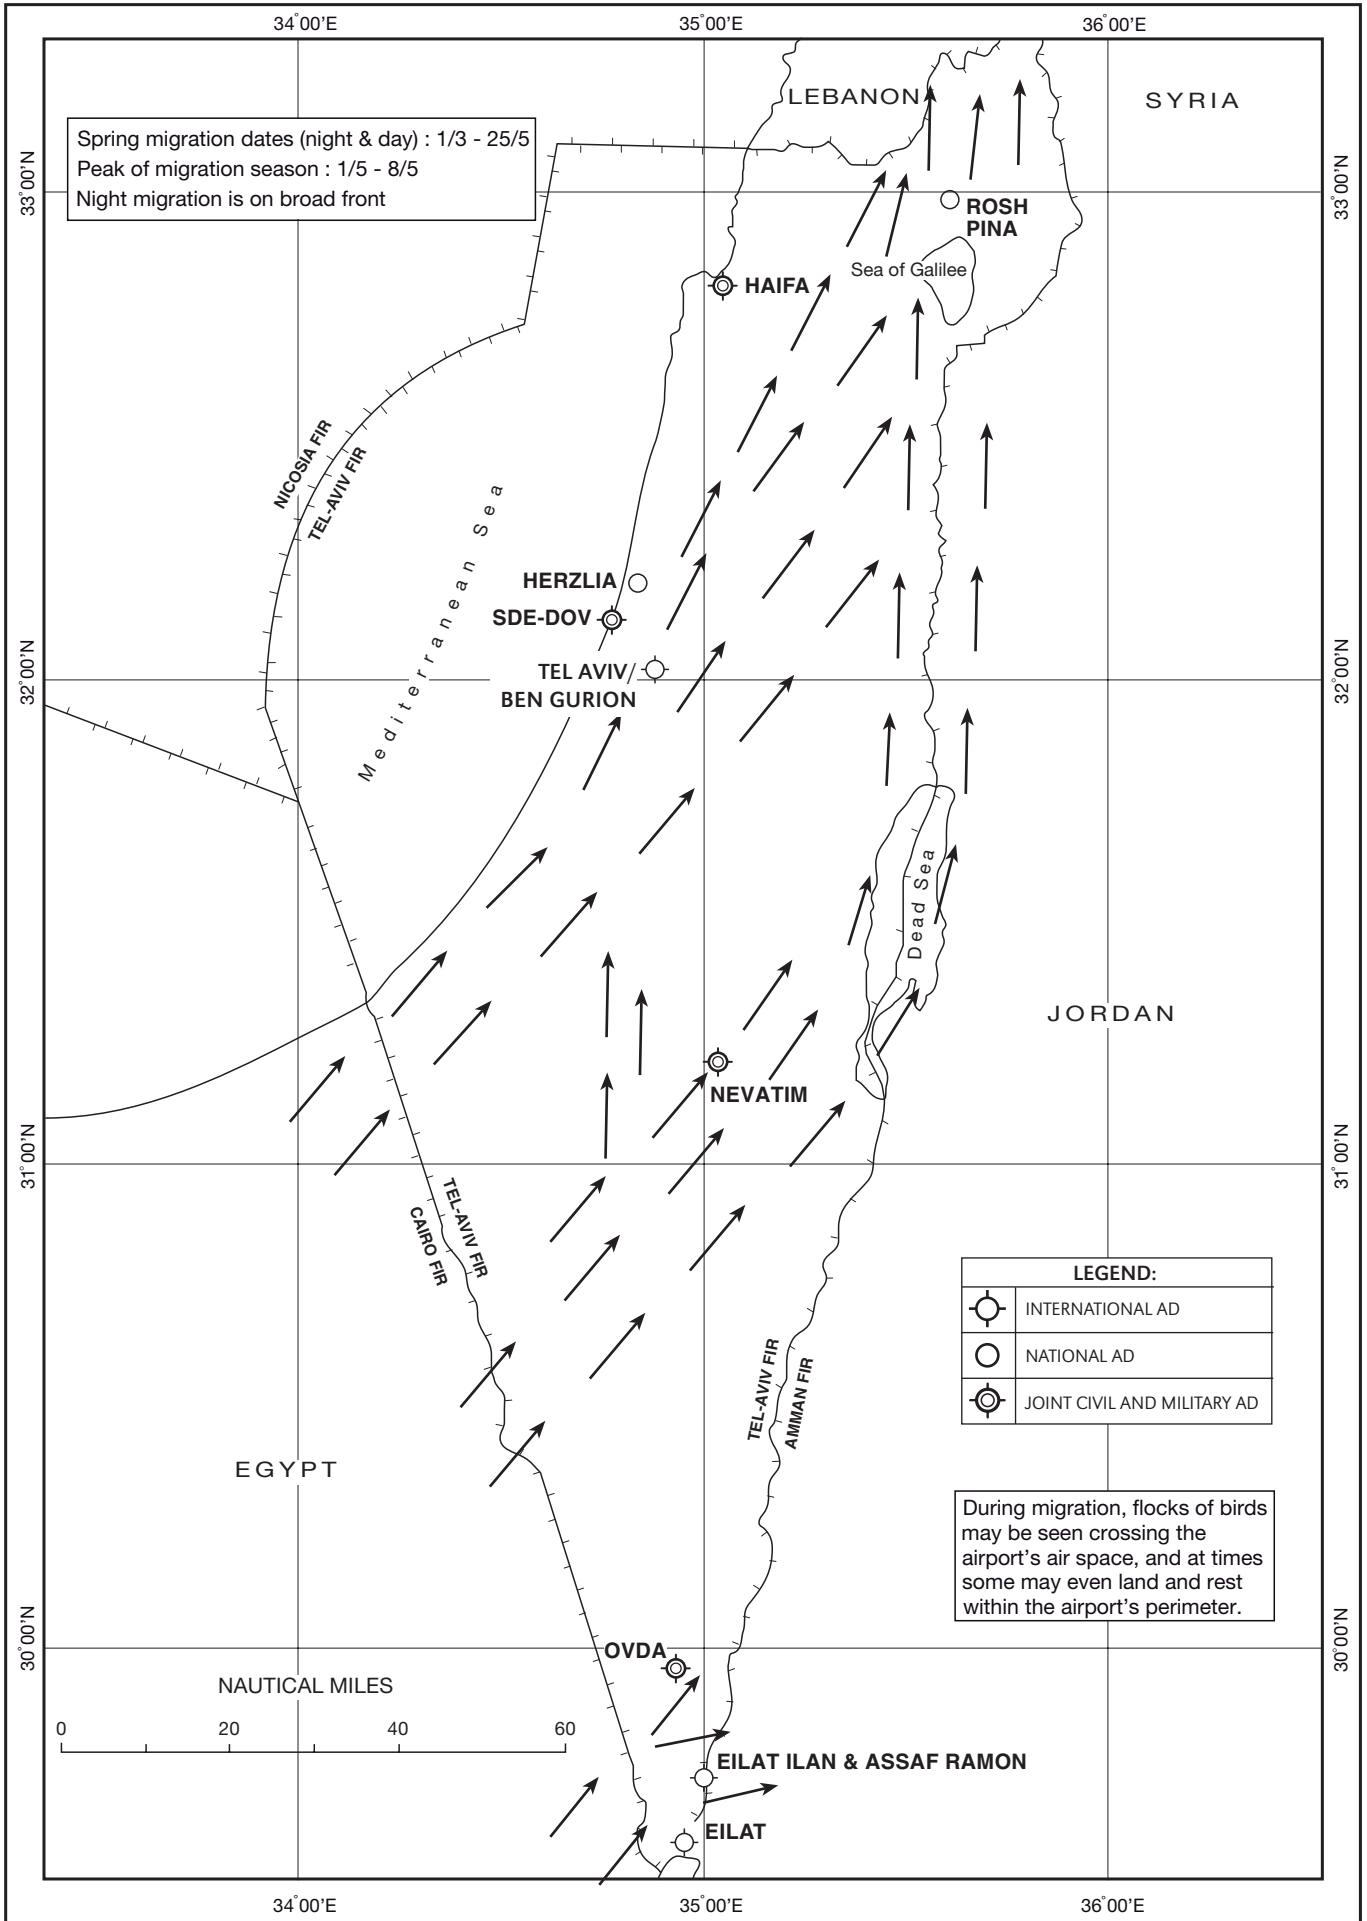 34°00'E
35°00'E
36°00'E
LEBANON
SYRIA
Spring migration dates (night & day) : 1/3 - 25/5
Peak of migration season : 1/5 - 8/5
Night migration is on broad front
33°00'N
33°00'N
ROSH
PINA
Sea of Galilee
HAIFA
NICOSIA FIR
TEL-AVIV FIR
Mediterranean Sea
HERZLIA
SDE-DOV
TEL AVIV/
BEN GURION
32°00'N
32°00'N
Dead Sea
JORDAN
NEVATIM
31°00'N
31°00'N
TEL-AVIV FIR
CAIRO FIR
LEGEND:
INTERNATIONAL AD
NATIONAL AD
JOINT CIVIL AND MILITARY AD
TEL-AVIV FIR
AMMAN FIR
EGYPT
During migration, flocks of birds
may be seen crossing the
airport's air space, and at times
some may even land and rest
within the airport's perimeter.
30°00'N
30°00'N
OVDA
NAUTICAL MILES
0 20 40 60
EILAT ILAN & ASSAF RAMON
EILAT
34°00'E
35°00'E
36°00'E